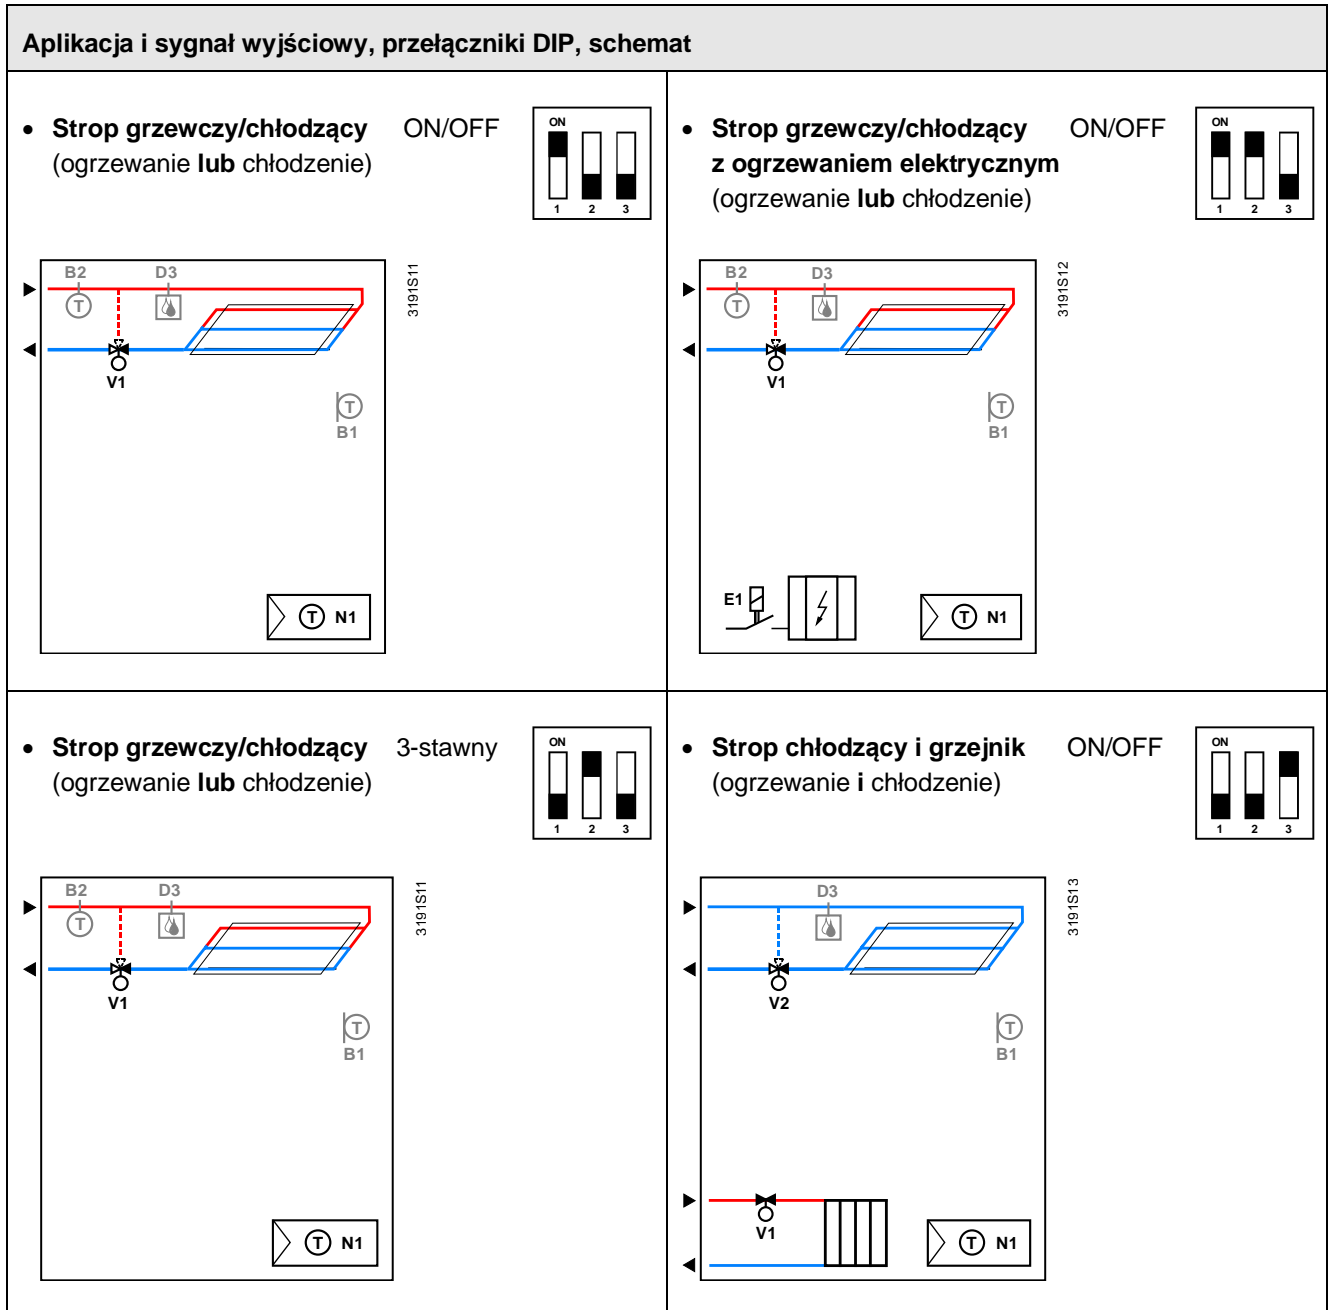 Aplikacja i sygnał wyjściowy, przełączniki DIP, schemat
• Strop grzewczy/chłodzący ON/OFF
(ogrzewanie lub chłodzenie)
ON
1 2 3
B2 D3
T
V1
T
B1
T N1
3191S11
• Strop grzewczy/chłodzący ON/OFF
z ogrzewaniem elektrycznym
(ogrzewanie lub chłodzenie)
ON
1 2 3
B2 D3
T
V1
T
B1
E1
T N1
3191S12
• Strop grzewczy/chłodzący 3-stawny
(ogrzewanie lub chłodzenie)
ON
1 2 3
B2 D3
T
V1
T
B1
T N1
3191S11
• Strop chłodzący i grzejnik ON/OFF
(ogrzewanie i chłodzenie)
ON
1 2 3
D3
V2
T
B1
V1
T N1
3191S13